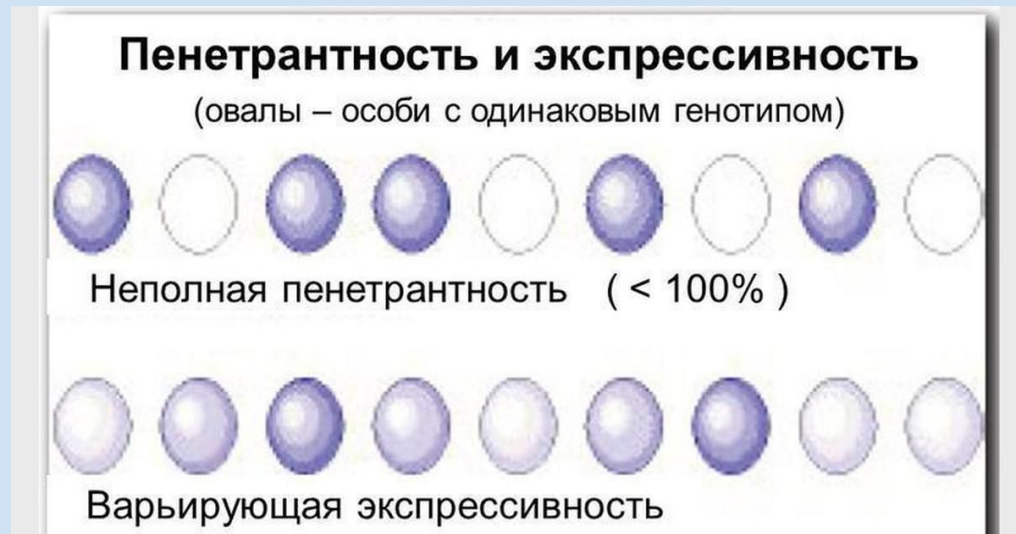 Пенетрантность и экспрессивность
(овалы – особи с одинаковым генотипом)
Неполная пенетрантность ( < 100% )
Варьирующая экспрессивность